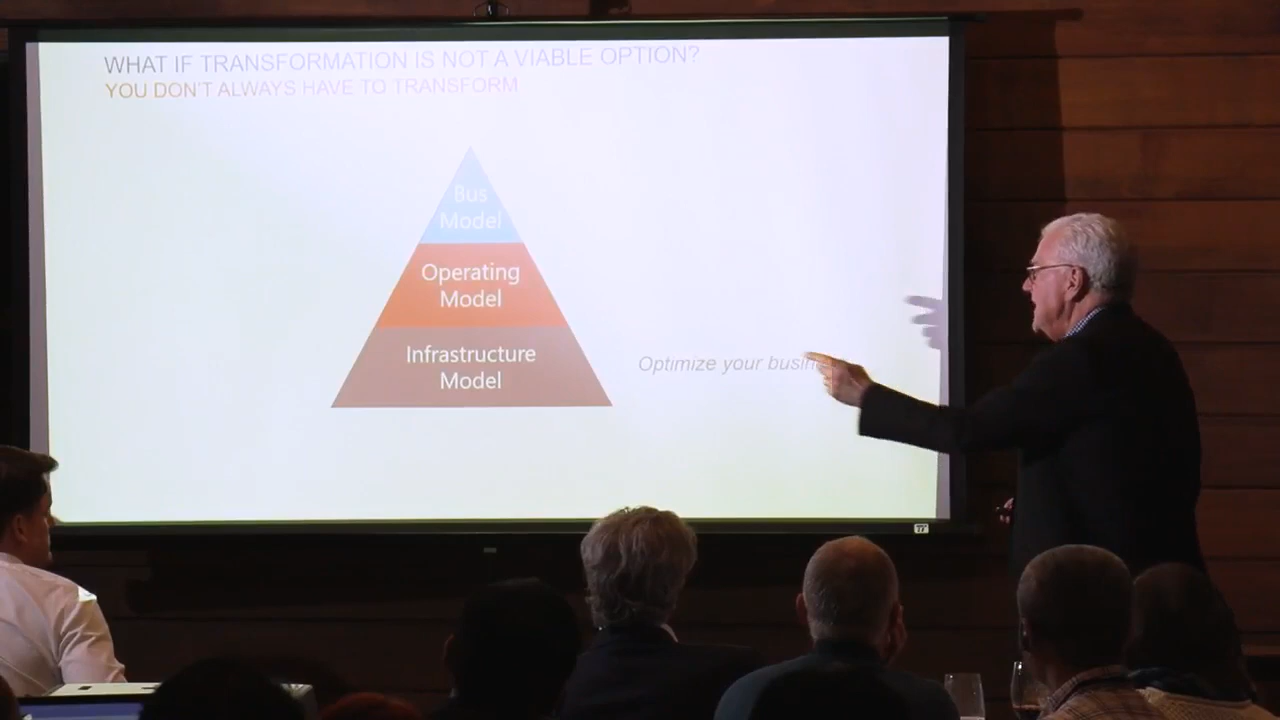 WHAT IF TRANSFORMATION IS NOT A VIABLE OPTION?
YOU DON'T ALWAYS HAVE TO TRANSFORM
Bus
Model
Operating
Model
Infrastructure
Model
Optimize your